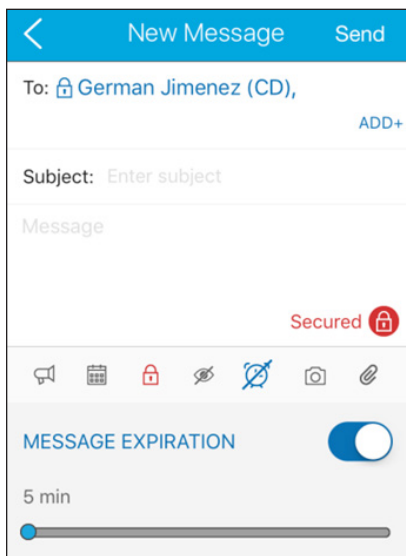 New Message Send
To: German Jimenez (CD),
ADD+
Subject: Enter subject
Message
Secured
MESSAGE EXPIRATION
5 min